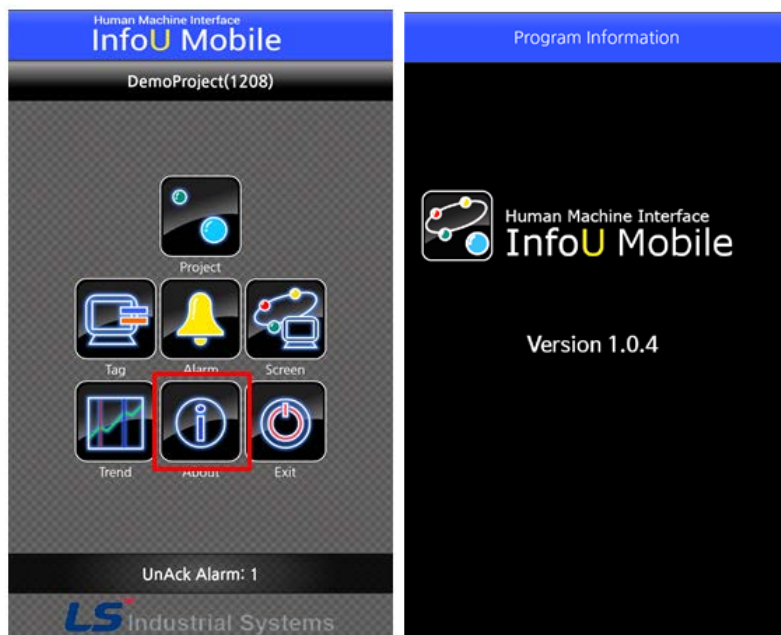 Human Machine Interface
InfoU Mobile
DemoProject(1208)
Project
Tag Alarm Screen
Trend About Exit
UnAck Alarm: 1
LS Industrial Systems
Program Information
Human Machine Interface
InfoU Mobile
Version 1.0.4